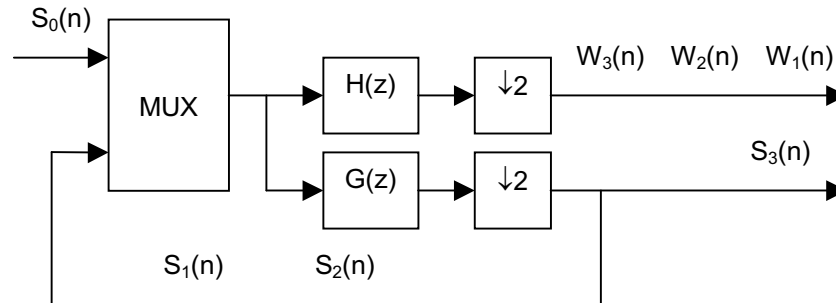 S₀(n)
W₃(n) W₂(n) W₁(n)
H(z) ↓2
MUX
S₃(n)
G(z) ↓2
S₁(n) S₂(n)